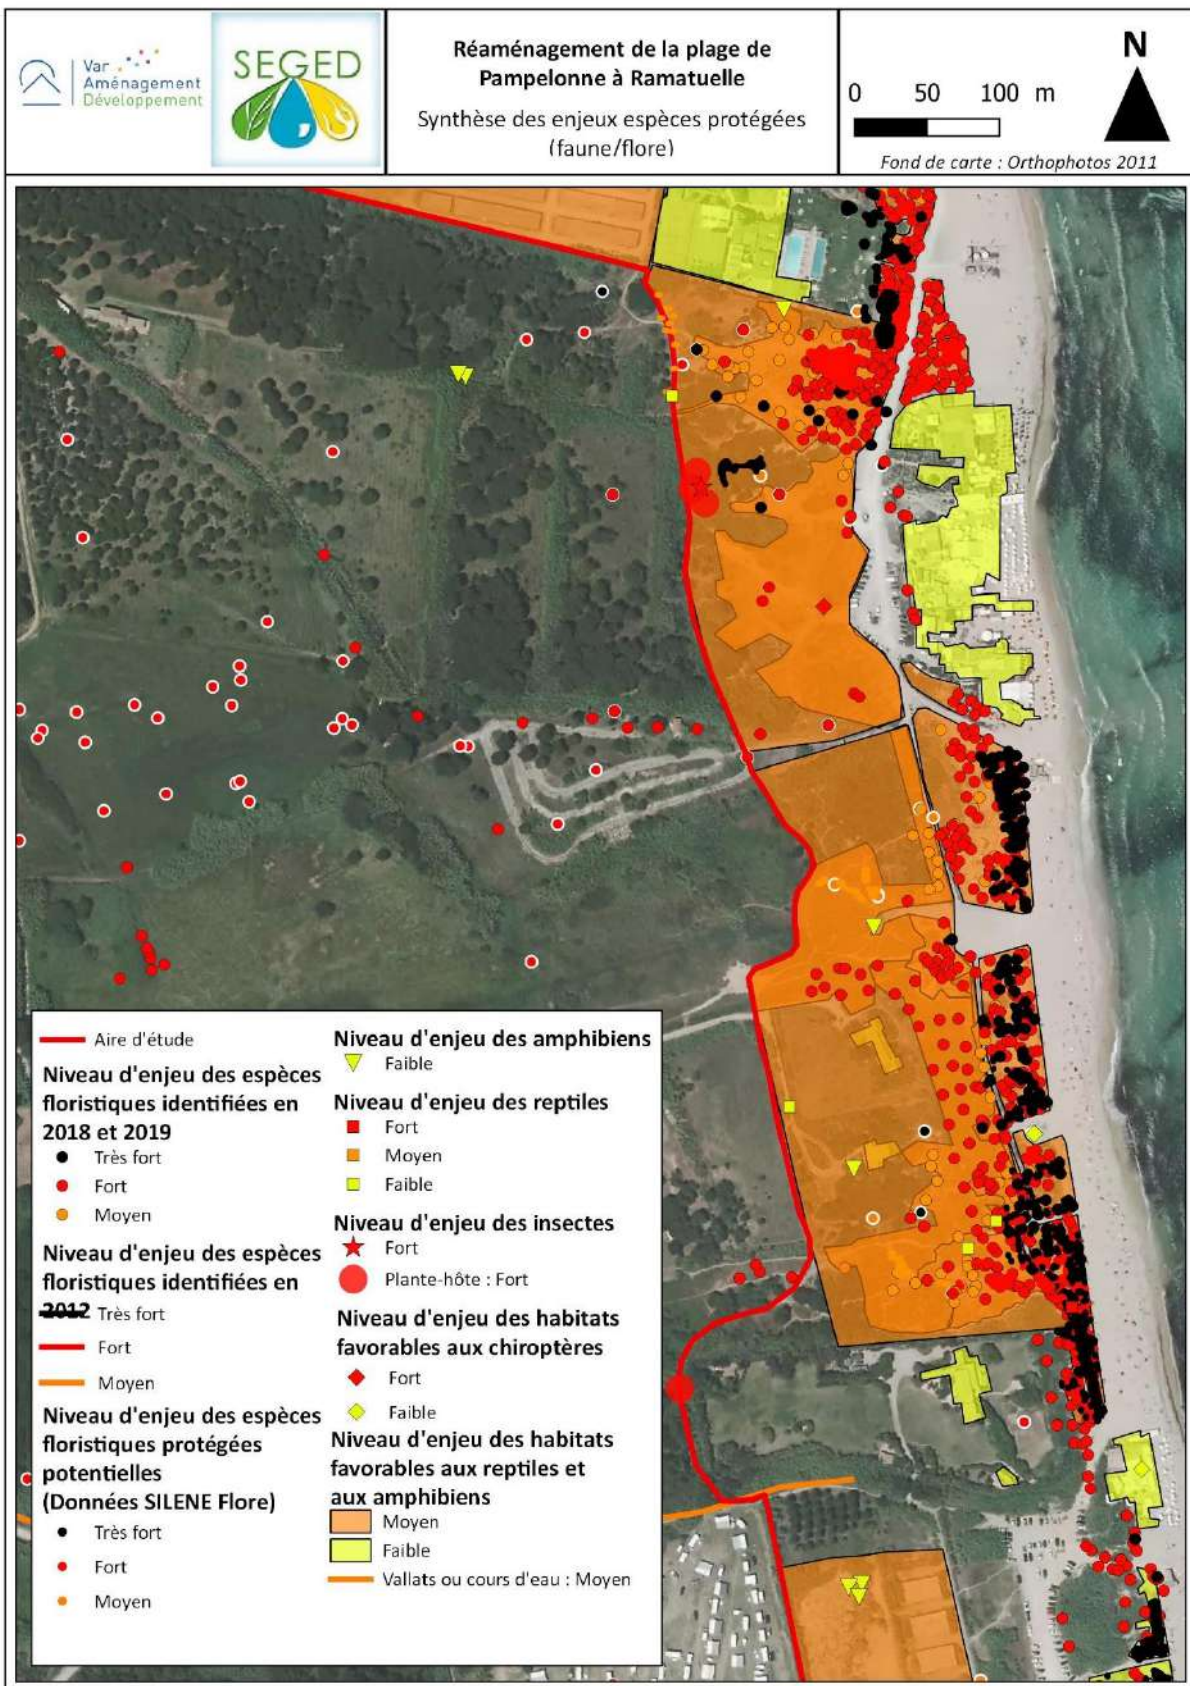 Var
Aménagement
Développement
SEGED
Réaménagement de la plage de
Pampelonne à Ramatuelle
Synthèse des enjeux espèces protégées
(faune/flore)
0 50 100 m
N
Fond de carte : Orthophotos 2011
Aire d'étude
Niveau d'enjeu des espèces
floristiques identifiées en
2018 et 2019
Très fort
Fort
Moyen
Niveau d'enjeu des espèces
floristiques identifiées en
2012
Très fort
Fort
Moyen
Niveau d'enjeu des espèces
floristiques protégées
potentielles
(Données SILENE Flore)
Très fort
Fort
Moyen
Niveau d'enjeu des amphibiens
Faible
Niveau d'enjeu des reptiles
Fort
Moyen
Faible
Niveau d'enjeu des insectes
Fort
Plante-hôte : Fort
Niveau d'enjeu des habitats
favorables aux chiroptères
Fort
Faible
Niveau d'enjeu des habitats
favorables aux reptiles et
aux amphibiens
Moyen
Faible
Vallats ou cours d'eau : Moyen